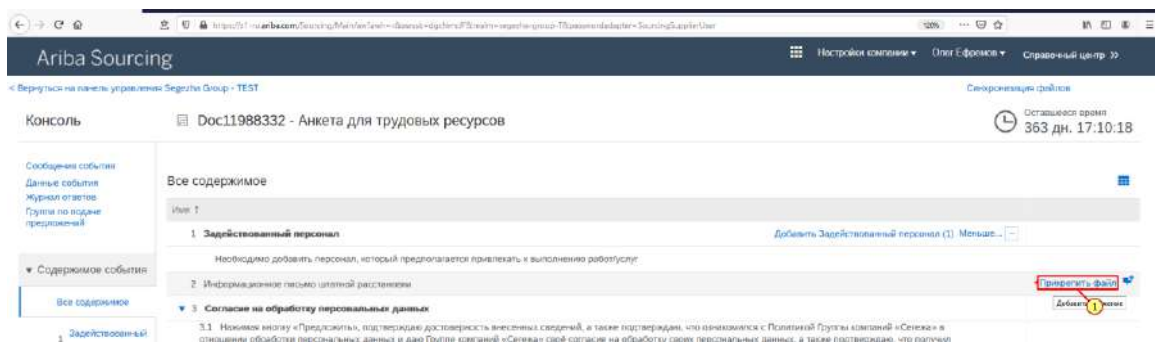 120%
Ariba Sourcing
Настройки компании
Олег Ефремов
Справочный центр >>
< Вернуться на панель управления Segezha Group - TEST
Синхронизация файлов
Консоль
Doc11988332 - Анкета для трудовых ресурсов
Оставшееся время
363 дн. 17:10:18
Сообщения события
Данные события
Журнал ответов
Группы по подаче
предложений
Все содержимое
Имя ↑
1 Задействованный персонал
Добавить Задействованный персонал (1) Меньше...
Необходимо добавить персонал, который предполагается привлекать к выполнению работ/услуг
Содержимое события
2 Информационное письмо штатной расстановки
Прикрепить файл
1
Все содержимое
3 Согласие на обработку персональных данных
1 Задействованный
3.1 Нажимая кнопку «Предложить», подтверждаю достоверность внесенных сведений, а также подтверждаю, что ознакомился с Политикой Группы компаний «Сегежа» в
отношении обработки персональных данных и даю Группе компаний «Сегежа» своё согласие на обработку своих персональных данных, а также подтверждаю, что получил